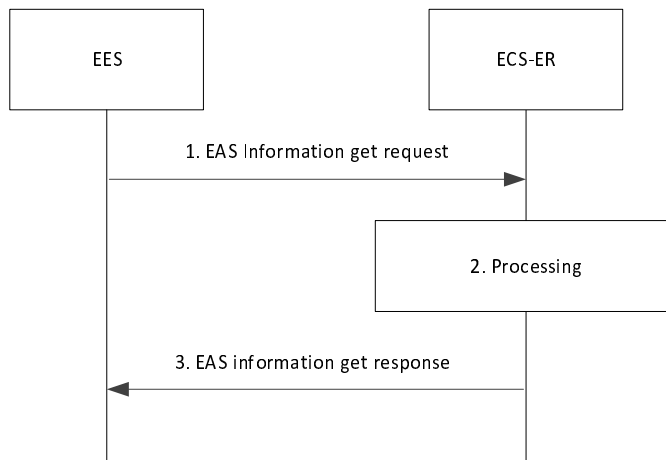 EES
ECS-ER
1. EAS Information get request
2. Processing
3. EAS information get response